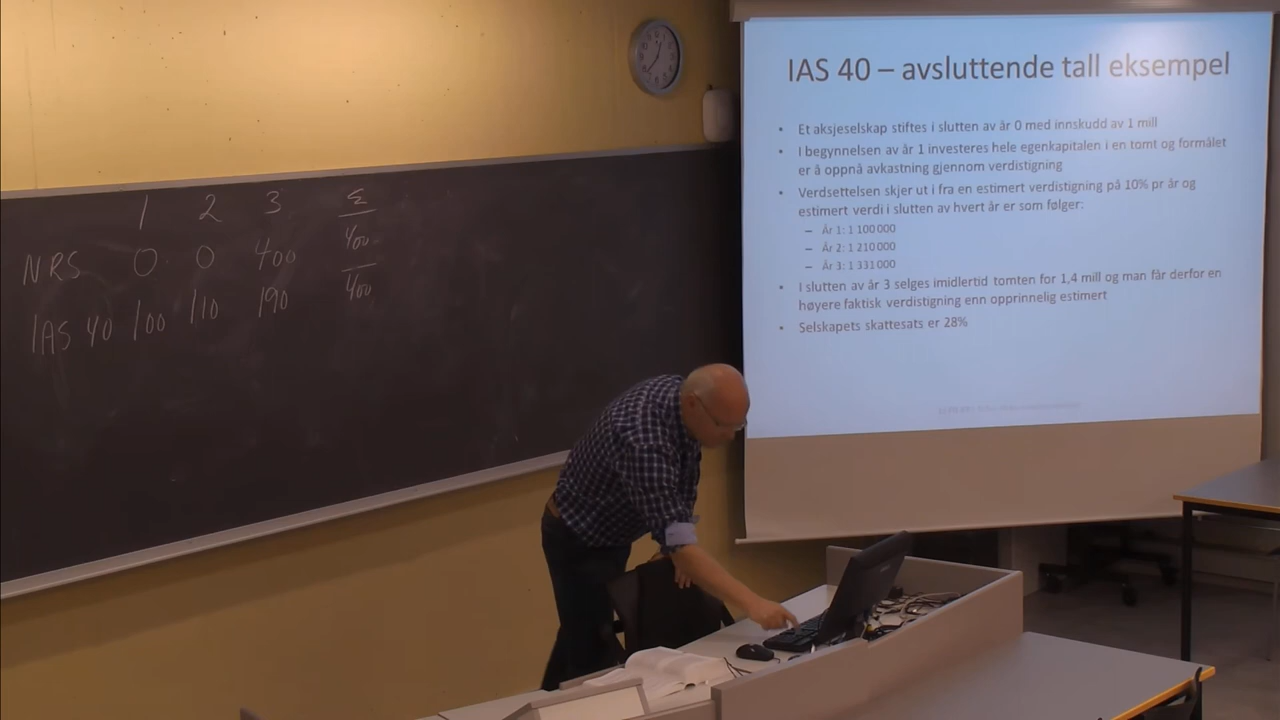 1 2 3 Σ
NRS 0 0 400 400
IAS 40 100 110 190 400
IAS 40 – avsluttende tall eksempel
• Et aksjeselskap stiftes i slutten av år 0 med innskudd av 1 mill
• I begynnelsen av år 1 investeres hele egenkapitalen i en tomt og formålet
er å oppnå avkastning gjennom verdistigning
• Verdsettelsen skjer ut i fra en estimert verdistigning på 10% pr år og
estimert verdi i slutten av hvert år er som følger:
– År 1: 1 100 000
– År 2: 1 210 000
– År 3: 1 331 000
• I slutten av år 3 selges imidlertid tomten for 1,4 mill og man får derfor en
høyere faktisk verdistigning enn opprinnelig estimert
• Selskapets skattesats er 28%